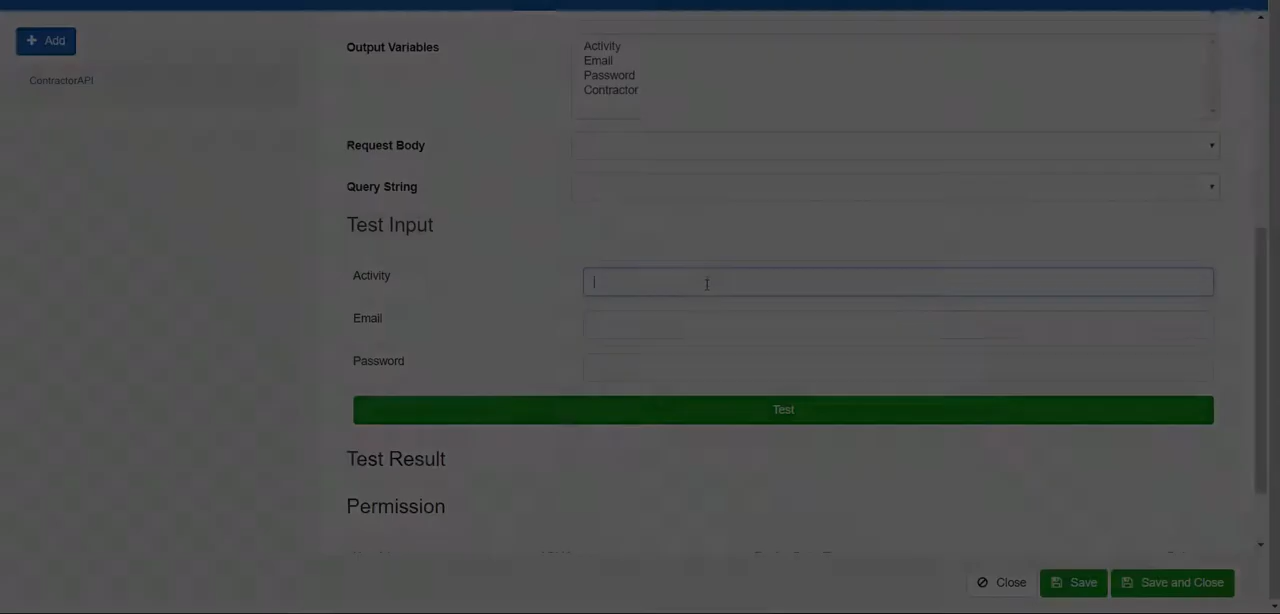 Add
ContractorAPI
Output Variables
Activity
Email
Password
Contractor
Request Body
Query String
Test Input
Activity
Email
Password
Test
Test Result
Permission
Close
Save
Save and Close